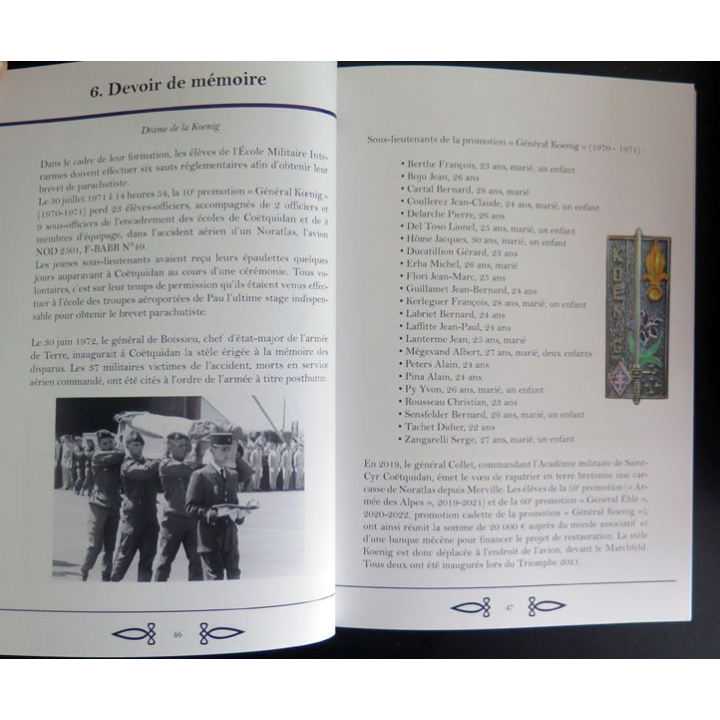 6. Devoir de mémoire
Drame de la Koenig
Dans le cadre de leur formation, les élèves de l'École Militaire Inte-
rarmes doivent effectuer six sauts réglementaires afin d'obtenir leur
brevet de parachutiste.
Le 30 juillet 1971 à 14 heures 54, la 10e promotion « Général Kœnig »
(1970-1971) perd 23 élèves-officiers, accompagnés de 2 officiers et
9 sous-officiers de l'encadrement des écoles de Coëtquidan et de 3
membres d'équipage, dans l'accident aérien d'un Noratlas, l'avion
NOD 2501, F-BABB N°49.
Les jeunes sous-lieutenants avaient reçu leurs épaulettes quelques
jours auparavant à Coëtquidan au cours d'une cérémonie. Tous vo-
lontaires, c'est sur leur temps de permission qu'ils étaient venus effec-
tuer à l'école des troupes aéroportées de Pau l'ultime stage indispen-
sable pour obtenir le brevet parachutiste.
Le 30 juin 1972, le général de Boissieu, chef d'état-major de l'armée
de Terre, inaugurait à Coëtquidan la stèle érigée à la mémoire des
disparus. Les 37 militaires victimes de l'accident, morts en service
aérien commandé, ont été cités à l'ordre de l'armée à titre posthume.
46
Sous-lieutenants de la promotion « Général Koenig » (1970 - 1971) :
• Berthe François, 23 ans, marié, un enfant
• Boju Jean, 26 ans
• Cartal Bernard, 28 ans, marié
• Coullerez Jean-Claude, 24 ans, marié, un enfant
• Delarche Pierre, 26 ans
• Del Toso Lionel, 25 ans, marié, un enfant
• Hôme Jacques, 30 ans, marié, un enfant
• Ducatillion Gérard, 23 ans
• Erba Michel, 26 ans, marié
• Flori Jean-Marc, 25 ans
• Guillamet Jean-Bernard, 24 ans
• Kerleguer François, 28 ans, marié, un enfant
• Labriet Bernard, 24 ans
• Laffitte Jean-Paul, 24 ans
• Lanterme Jean, 25 ans, marié
• Mégevand Albert, 27 ans, marié, deux enfants
• Peters Alain, 24 ans
• Pina Alain, 24 ans
• Py Yvon, 26 ans, marié, un enfant
• Rousseau Christian, 23 ans
• Sensfelder Bernard, 26 ans, marié, un enfant
• Tachet Didier, 22 ans
• Zangarelli Serge, 27 ans, marié, un enfant
KOENIG
En 2019, le général Collet, commandant l'Académie militaire de Saint-
Cyr Coëtquidan, émet le vœu de rapatrier en terre bretonne une car-
casse de Noratlas depuis Merville. Les élèves de la 59e promotion (« Ar-
mée des Alpes », 2019-2021) et de la 60e promotion « Général Éblé »,
2020-2022, promotion cadette de la promotion « Général Koenig »),
ont ainsi réunit la somme de 20 000 € auprès du monde associatif et
d'une banque mécène pour financer le projet de restauration. La stèle
Koenig est donc déplacée à l'endroit de l'avion, devant le Marchfeld.
Tous deux ont été inaugurés lors du Triomphe 2021.
47